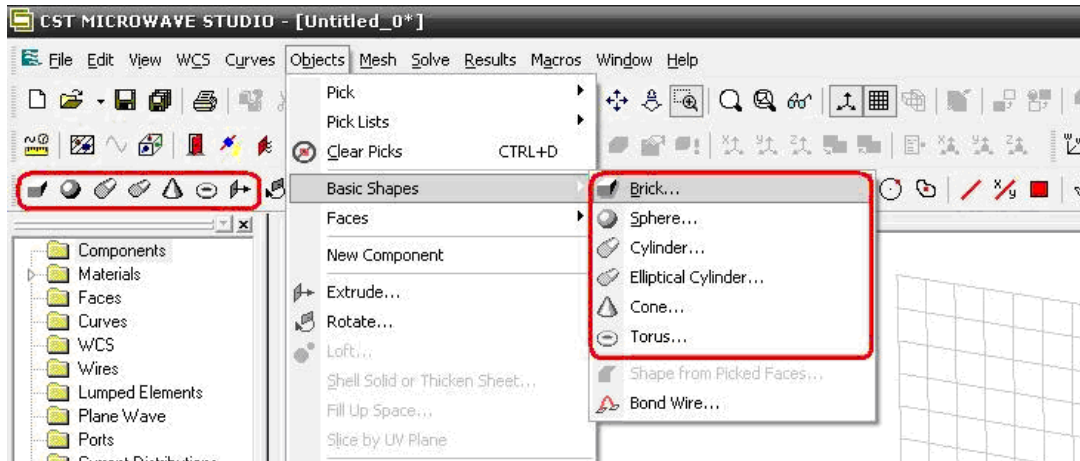 CST MICROWAVE STUDIO - [Untitled_0*]
File Edit View WCS Curves Objects Mesh Solve Results Macros Window Help
Pick
Pick Lists
Clear Picks CTRL+D
Basic Shapes
Faces
New Component
Extrude...
Rotate...
Loft...
Shell Solid or Thicken Sheet...
Fill Up Space...
Slice by UV Plane
Brick...
Sphere...
Cylinder...
Elliptical Cylinder...
Cone...
Torus...
Shape from Picked Faces...
Bond Wire...
Components
Materials
Faces
Curves
WCS
Wires
Lumped Elements
Plane Wave
Ports